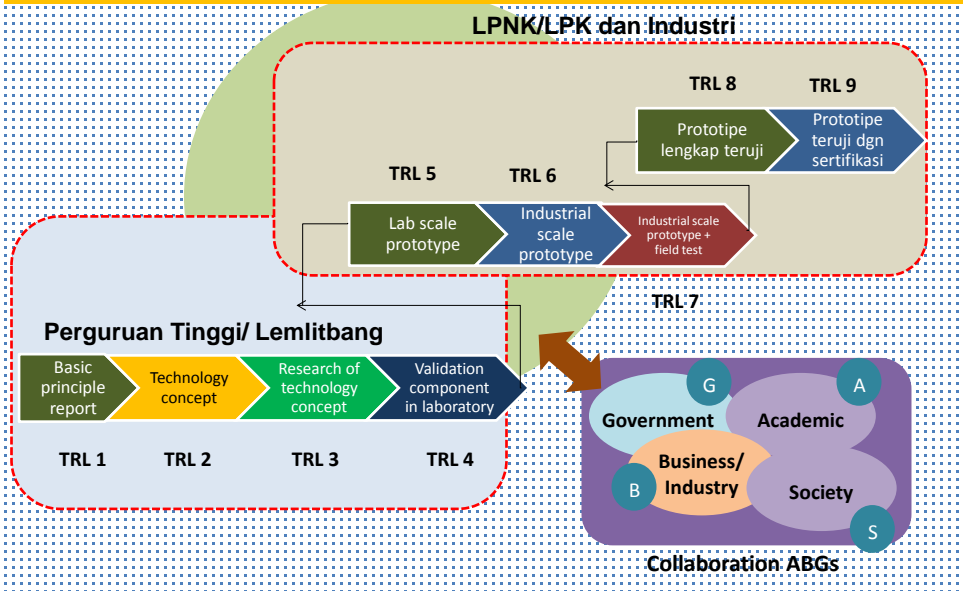 LPNK/LPK dan Industri
TRL 8
TRL 9
Prototipe
lengkap teruji
Prototipe
teruji dgn
sertifikasi
TRL 5
TRL 6
Lab scale
prototype
Industrial
scale
prototype
Industrial scale
prototype +
field test
TRL 7
Perguruan Tinggi/ Lemlitbang
Basic
principle
report
Technology
concept
Research of
technology
concept
Validation
component
in laboratory
TRL 1
TRL 2
TRL 3
TRL 4
G
A
Government
Academic
Business/
Industry
B
Society
S
Collaboration ABGs